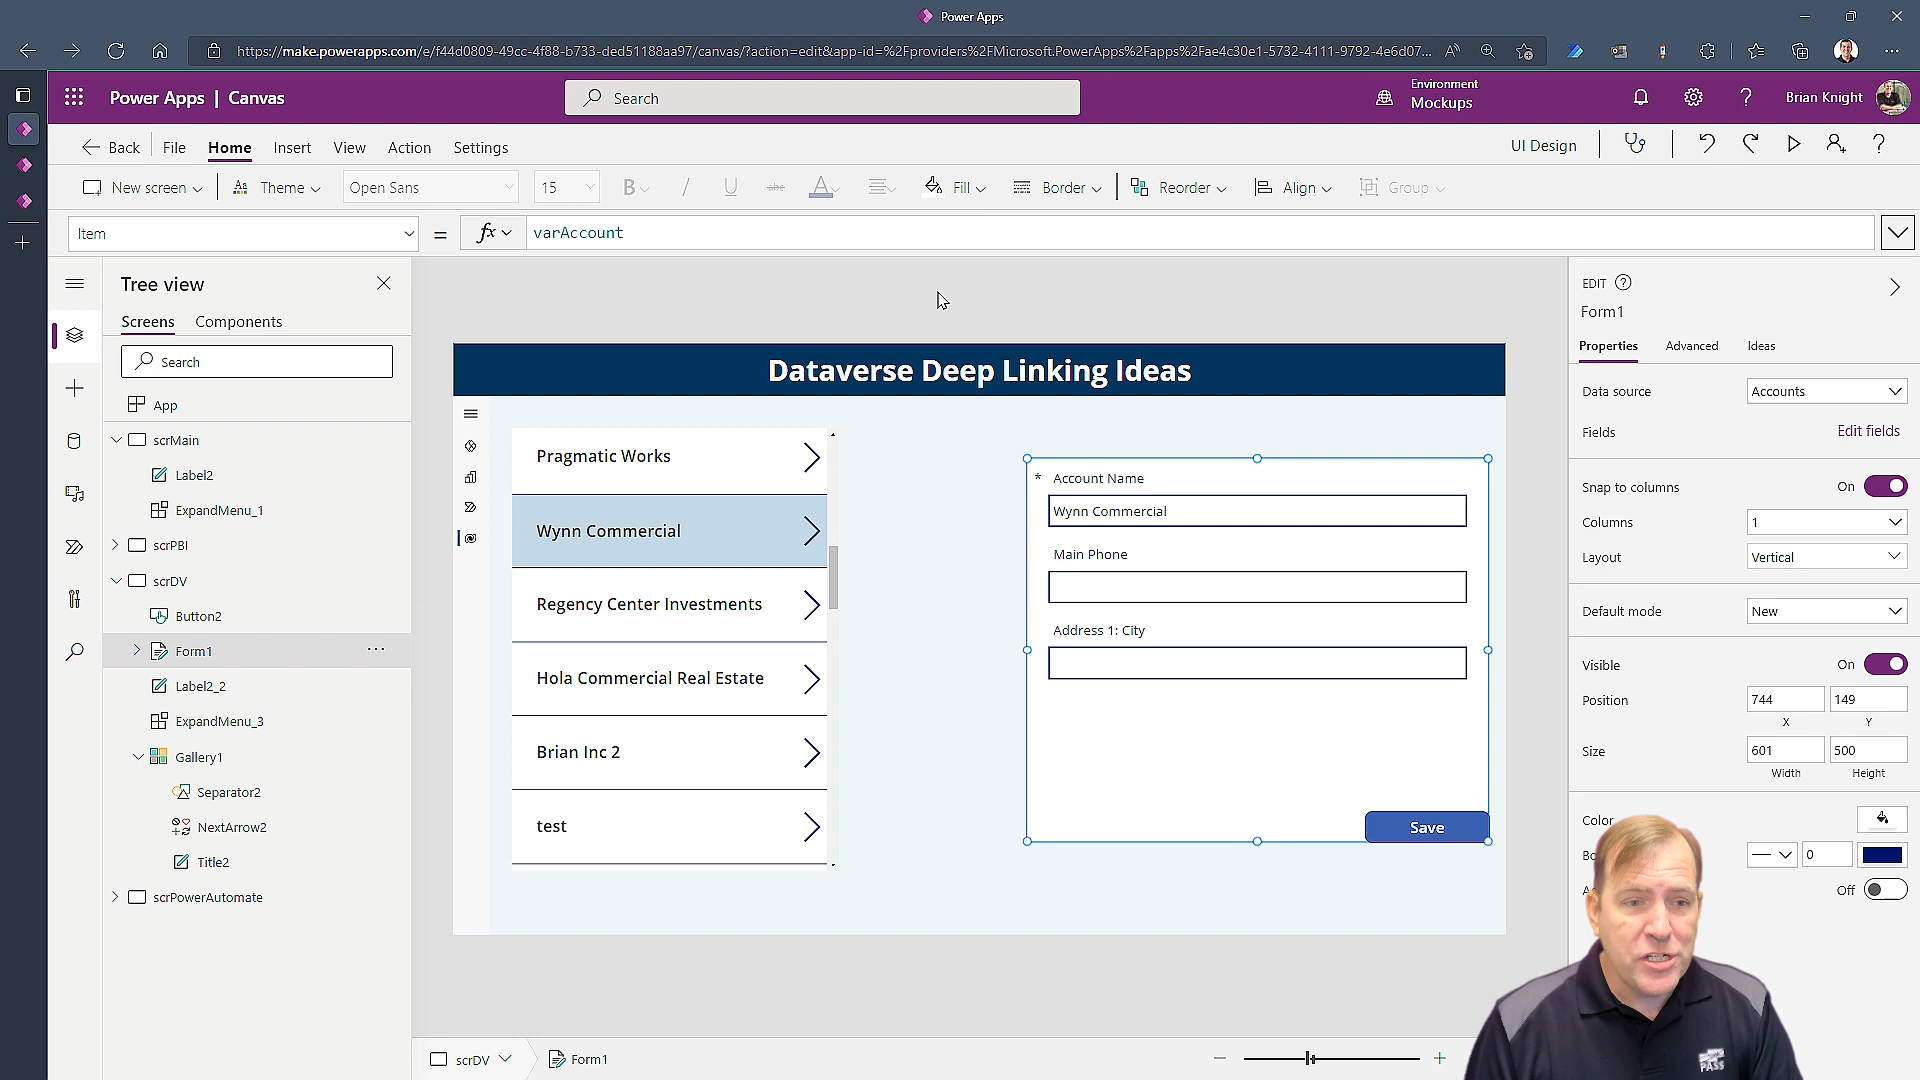 Power Apps
https://make.powerapps.com/e/f44d0809-49cc-4f88-b733-ded51188aa97/canvas/?action=edit&app-id=%2Fproviders%2FMicrosoft.PowerApps%2Fapps%2Fae4c30e1-5732-4111-9792-4e6d07...
Power Apps | Canvas
Search
Environment
Mockups
Brian Knight
Back
File
Home
Insert
View
Action
Settings
UI Design
New screen
Theme
Open Sans
15
B
I
U
abc
A
Fill
Border
Reorder
Align
Group
Item
=
fx
varAccount
Tree view
Screens
Components
Search
App
scrMain
Label2
ExpandMenu_1
scrPBI
scrDV
Button2
Form1
Label2_2
ExpandMenu_3
Gallery1
Separator2
NextArrow2
Title2
scrPowerAutomate
Dataverse Deep Linking Ideas
Pragmatic Works
Wynn Commercial
Regency Center Investments
Hola Commercial Real Estate
Brian Inc 2
test
* Account Name
Wynn Commercial
Main Phone
Address 1: City
Save
EDIT
Form1
Properties
Advanced
Ideas
Data source
Accounts
Fields
Edit fields
Snap to columns
On
Columns
1
Layout
Vertical
Default mode
New
Visible
On
Position
744
149
X
Y
Size
601
500
Width
Height
Color
0
Off
scrDV
Form1
PASS